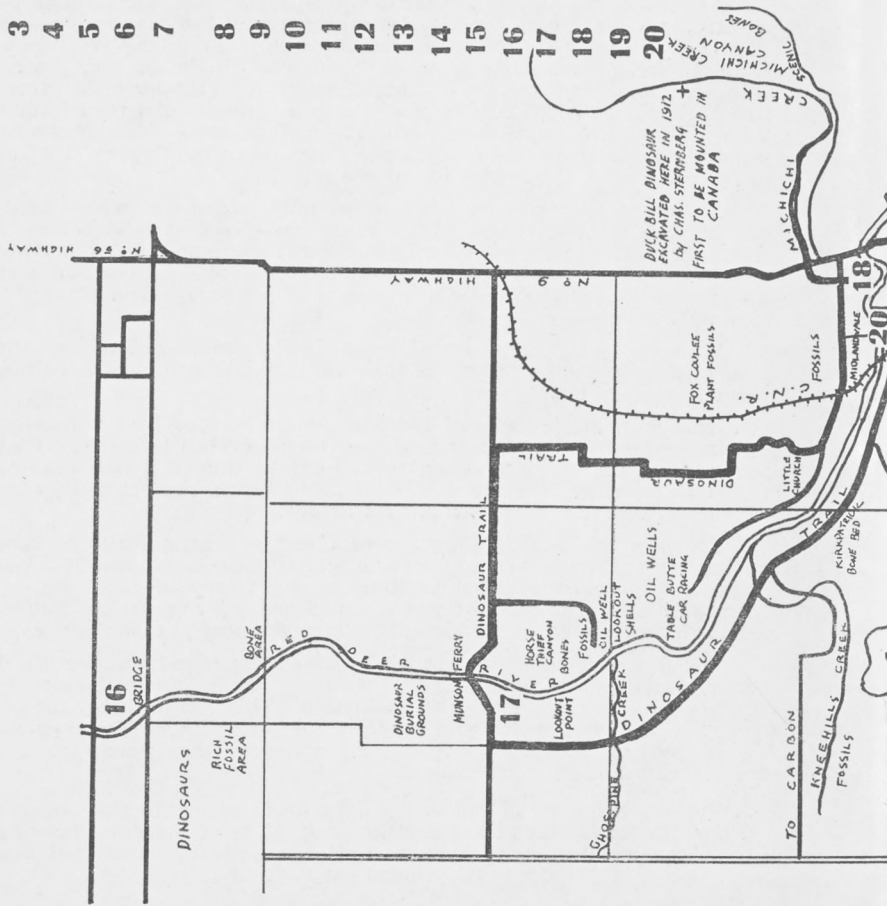 3
4
5
6
7
8
9
10
11
12
13
14
15
16
17
18
19
20
HIGHWAY
No. 56
MICHICHI CREEK
CANYON
SCENIC
BONES
CREEK
MICHICHI
DUCK BILL DINOSAUR
EXCAVATED HERE IN 1912
by CHAS. STERNBERG
FIRST TO BE MOUNTED IN
CANADA
HIGHWAY
No 9
16
BRIDGE
DINOSAURS
RICH
FOSSIL
AREA
BONE
AREA
RED
DEER
RIVER
DINOSAUR
BURIAL
GROUNDS
MUNSON FERRY
DINOSAUR TRAIL
17
LOOKOUT
POINT
HORSE
THIEF
CANYON
BONES
FOSSILS
OIL WELL
LOOKOUT
SHELLS
OIL WELLS
TABLE BUTTE
CAR RACING
TRAIL
DINOSAUR
FOX COULEE
PLANT FOSSILS
C.N.R.
FOSSILS
MIDLANDVALE
18
20
LITTLE
CHURCH
CREEK
DINOSAUR
TRAIL
KIRKPATRICK
BONE BED
TO CARBON
KNEEHILLS CREEK
FOSSILS